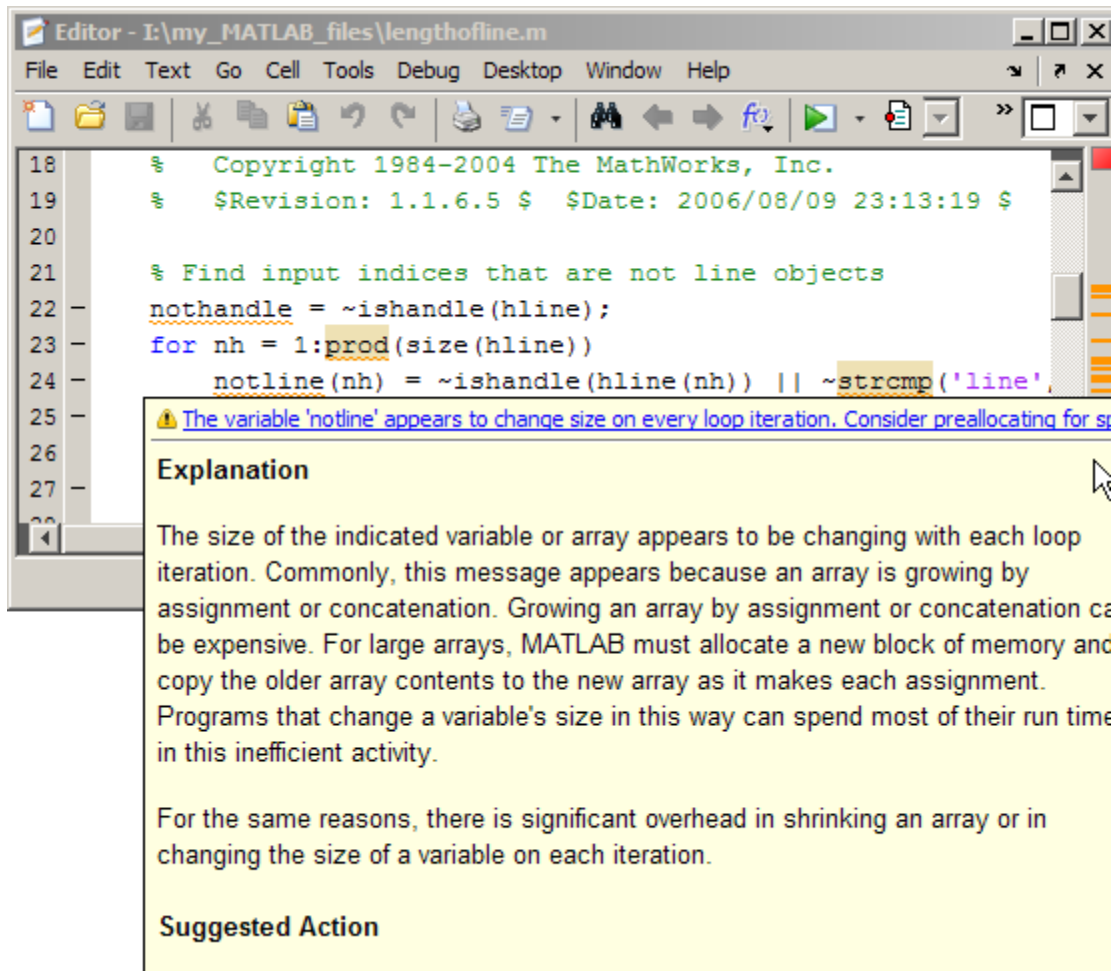 Editor - I:\my_MATLAB_files\lengthofline.m
File Edit Text Go Cell Tools Debug Desktop Window Help
18 % Copyright 1984-2004 The MathWorks, Inc.
19 % $Revision: 1.1.6.5 $ $Date: 2006/08/09 23:13:19 $
20
21 % Find input indices that are not line objects
22 - nothandle = ~ishandle(hline);
23 - for nh = 1:prod(size(hline))
24 - notline(nh) = ~ishandle(hline(nh)) || ~strcmp('line',
25 - The variable 'notline' appears to change size on every loop iteration. Consider preallocating for sp
26
27 -
Explanation
The size of the indicated variable or array appears to be changing with each loop
iteration. Commonly, this message appears because an array is growing by
assignment or concatenation. Growing an array by assignment or concatenation ca
be expensive. For large arrays, MATLAB must allocate a new block of memory and
copy the older array contents to the new array as it makes each assignment.
Programs that change a variable's size in this way can spend most of their run time
in this inefficient activity.
For the same reasons, there is significant overhead in shrinking an array or in
changing the size of a variable on each iteration.
Suggested Action